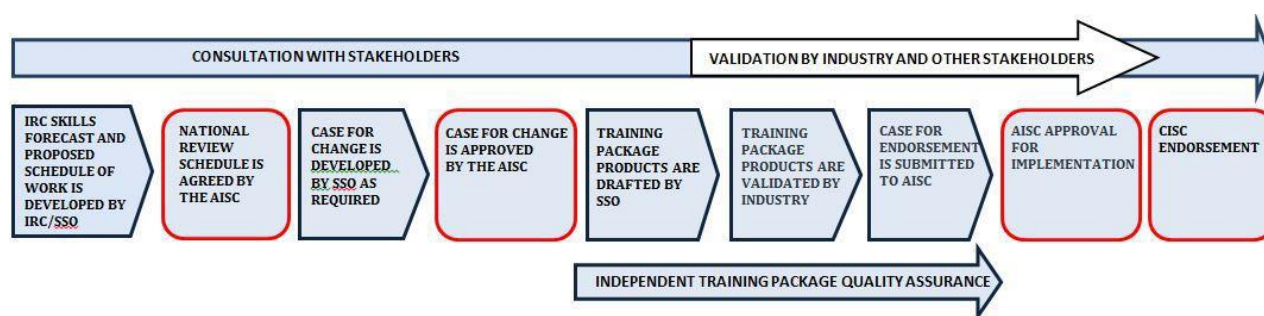 CONSULTATION WITH STAKEHOLDERS
VALIDATION BY INDUSTRY AND OTHER STAKEHOLDERS
IRC SKILLS
FORECAST AND
PROPOSED
SCHEDULE OF
WORK IS
DEVELOPED BY
IRC/SSO
NATIONAL
REVIEW
SCHEDULE IS
AGREED BY
THE AISC
CASE FOR
CHANGE IS
DEVELOPED
BY SSO AS
REQUIRED
CASE FOR CHANGE
IS APPROVED
BY THE AISC
TRAINING
PACKAGE
PRODUCTS ARE
DRAFTED BY
SSO
TRAINING
PACKAGE
PRODUCTS ARE
VALIDATED BY
INDUSTRY
CASE FOR
ENDORSEMENT
IS SUBMITTED
TO AISC
AISC APPROVAL
FOR
IMPLEMENTATION
CISC
ENDORSEMENT
INDEPENDENT TRAINING PACKAGE QUALITY ASSURANCE